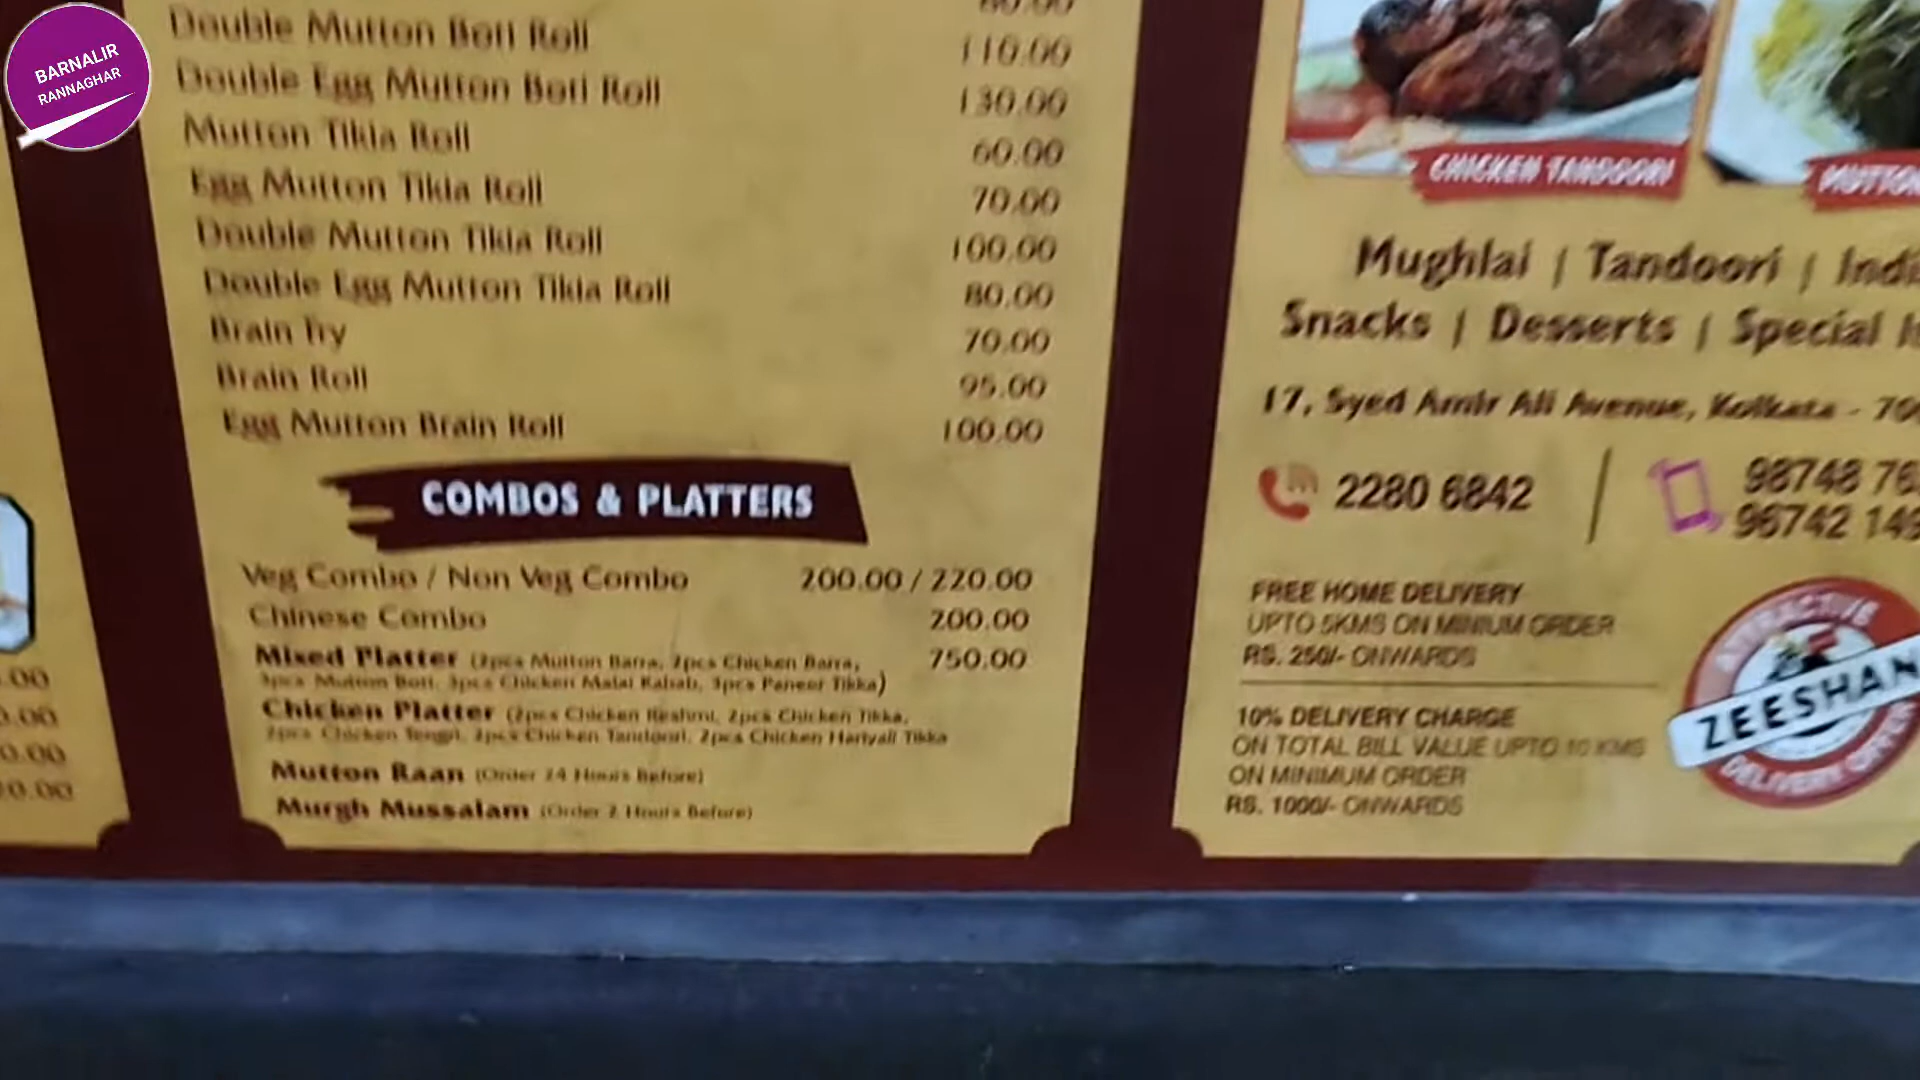 BARNALIR
RANNAGHAR
Double Mutton Boti Roll 110.00
Double Egg Mutton Boti Roll 130.00
Mutton Tikia Roll 60.00
Egg Mutton Tikia Roll 70.00
Double Mutton Tikia Roll 100.00
Double Egg Mutton Tikia Roll 80.00
Brain Fry 70.00
Brain Roll 95.00
Egg Mutton Brain Roll 100.00
COMBOS & PLATTERS
Veg Combo / Non Veg Combo 200.00 / 220.00
Chinese Combo 200.00
Mixed Platter (2pcs Mutton Barra, 2pcs Chicken Barra, 750.00
3pcs Mutton Boti, 3pcs Chicken Malai Kabab, 3pcs Paneer Tikka)
Chicken Platter (2pcs Chicken Reshmi, 2pcs Chicken Tikka,
2pcs Chicken Tengri, 2pcs Chicken Tandoori, 2pcs Chicken Hariyali Tikka
Mutton Raan (Order 24 Hours Before)
Murgh Mussalam (Order 2 Hours Before)
CHICKEN TANDOORI
MUTTON
Mughlai | Tandoori | Indi
Snacks | Desserts | Special
17, Syed Amir Ali Avenue, Kolkata - 70
2280 6842
98748 76
96742 149
FREE HOME DELIVERY
UPTO 5KMS ON MINIUM ORDER
RS. 250/- ONWARDS
10% DELIVERY CHARGE
ON TOTAL BILL VALUE UPTO 10 KMS
ON MINIMUM ORDER
RS. 1000/- ONWARDS
ATTRACTIVE
ZEESHAN
DELIVERY OFFER